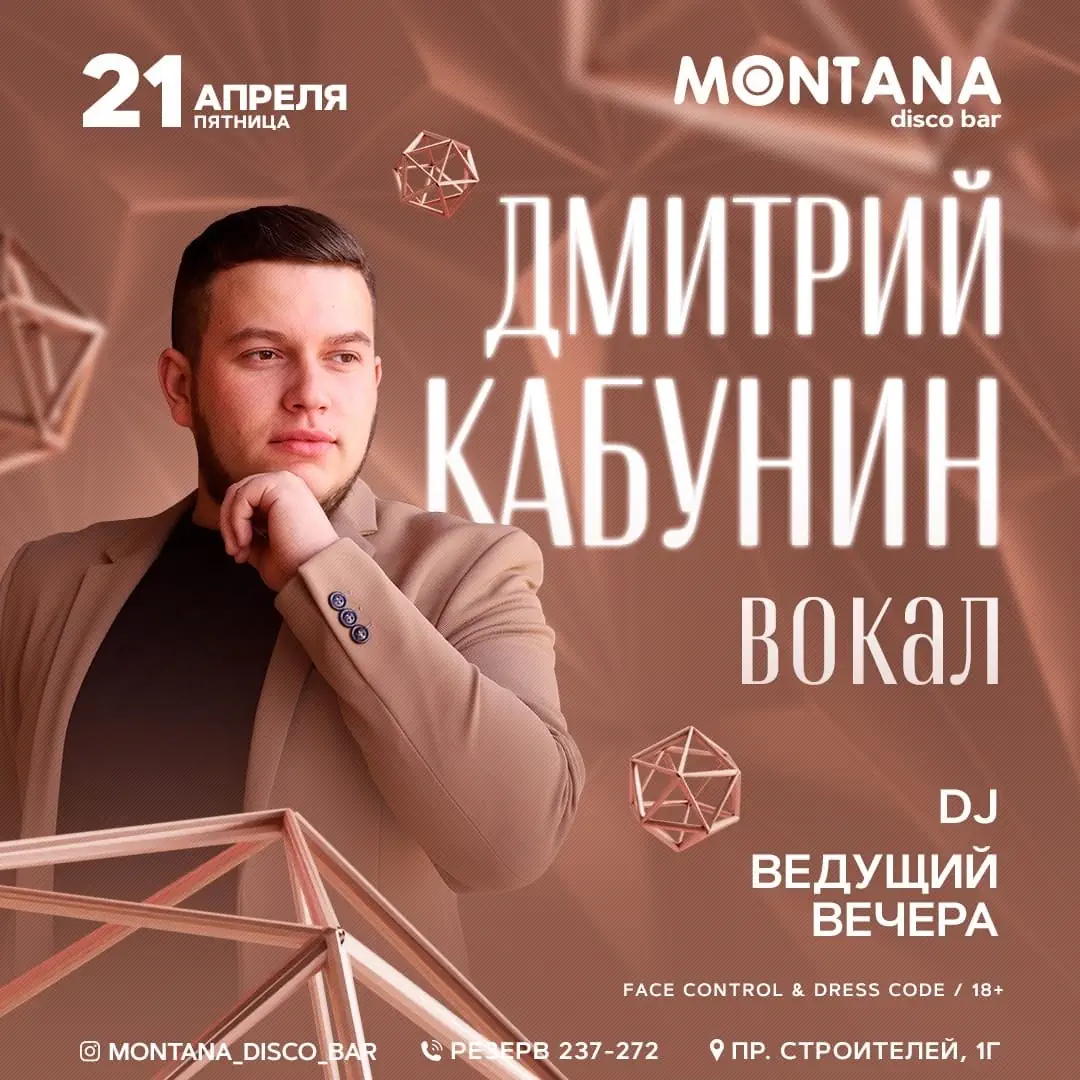 21 АПРЕЛЯ
ПЯТНИЦА
MONTANA
disco bar
ДМИТРИЙ
КАБУНИН
вокал
DJ
ВЕДУЩИЙ
ВЕЧЕРА
FACE CONTROL & DRESS CODE / 18+
MONTANA_DISCO_BAR
РЕЗЕРВ 237-272
ПР. СТРОИТЕЛЕЙ, 1Г